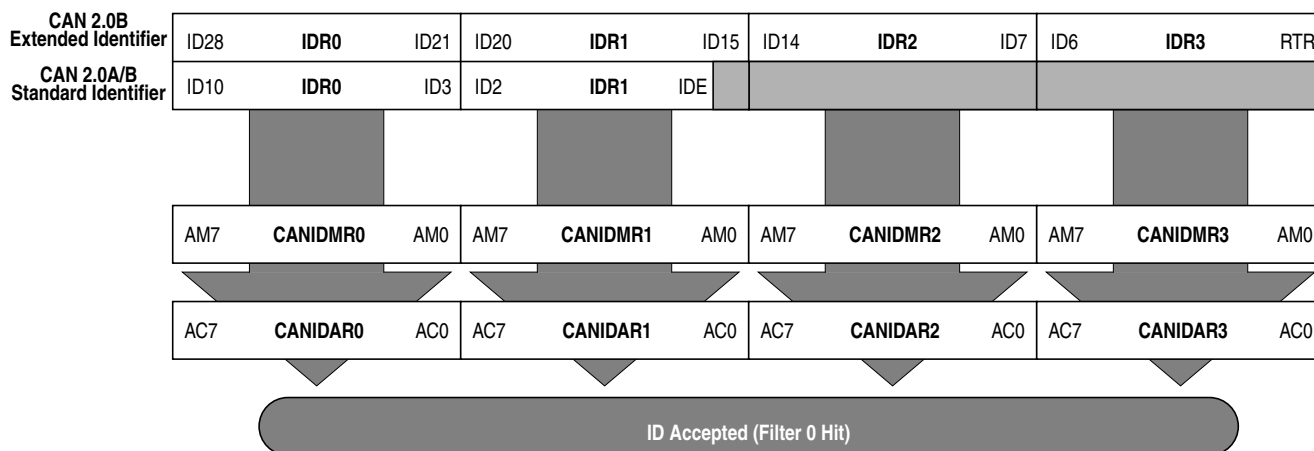 CAN 2.0B
Extended Identifier ID28 IDR0 ID21 ID20 IDR1 ID15 ID14 IDR2 ID7 ID6 IDR3 RTR
CAN 2.0A/B
Standard Identifier ID10 IDR0 ID3 ID2 IDR1 IDE
AM7 CANIDMR0 AM0 AM7 CANIDMR1 AM0 AM7 CANIDMR2 AM0 AM7 CANIDMR3 AM0
AC7 CANIDAR0 AC0 AC7 CANIDAR1 AC0 AC7 CANIDAR2 AC0 AC7 CANIDAR3 AC0
ID Accepted (Filter 0 Hit)